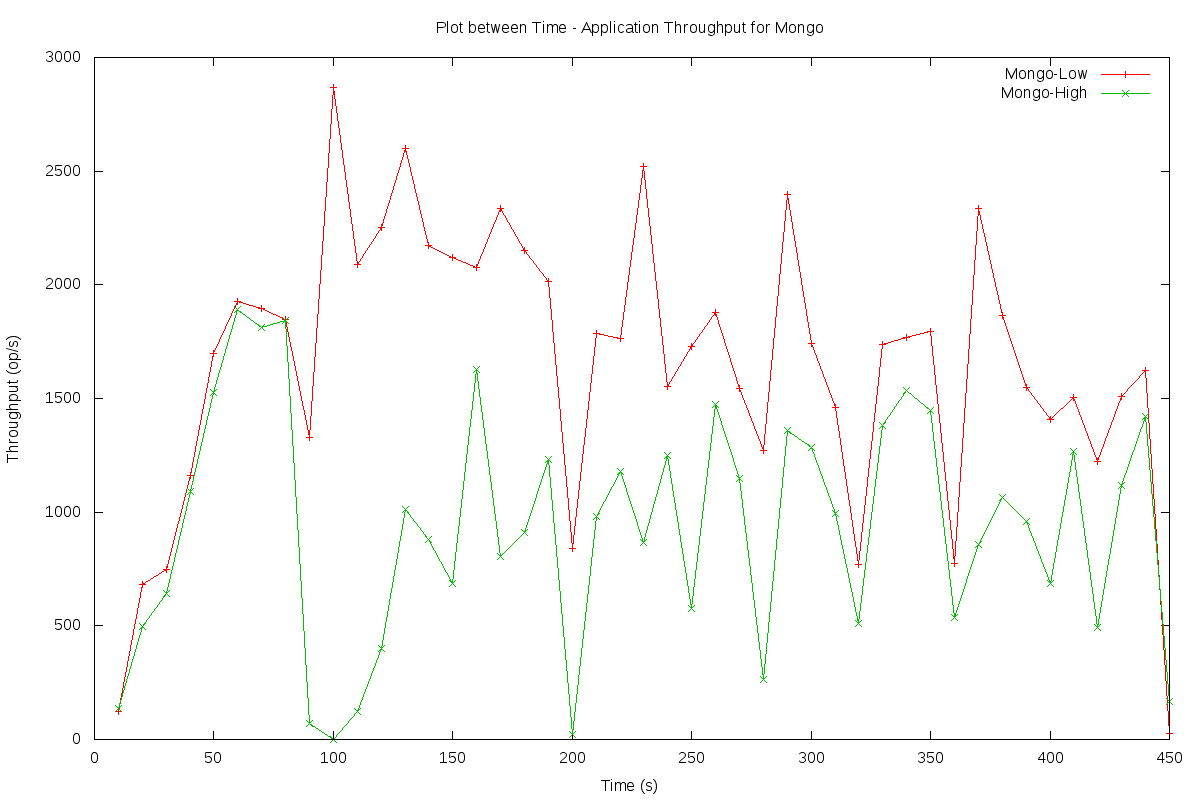 Plot between Time - Application Throughput for Mongo
Mongo-Low
Mongo-High
3000
2500
2000
1500
1000
500
0
Throughput (op/s)
0 50 100 150 200 250 300 350 400 450
Time (s)